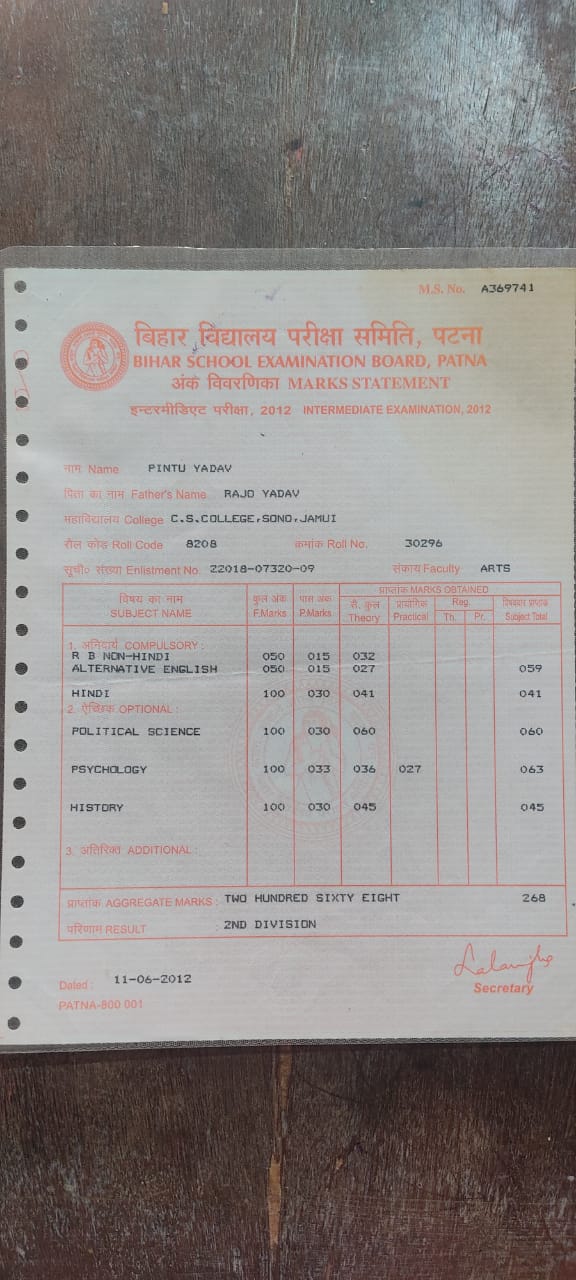 M.S. No. A369741
बिहार विद्यालय परीक्षा समिति, पटना
BIHAR SCHOOL EXAMINATION BOARD, PATNA
अंक विवरणिका MARKS STATEMENT
इन्टरमीडिएट परीक्षा, 2012 INTERMEDIATE EXAMINATION, 2012
नाम Name PINTU YADAV
पिता का नाम Father's Name RAJO YADAV
महाविद्यालय College C.S.COLLEGE,SONO,JAMUI
रौल कोड Roll Code 8208 क्रमांक Roll No. 30296
सूची० संख्या Enlistment No. Z2018-07320-09 संकाय Faculty ARTS
विषय का नाम SUBJECT NAME कुल अंक F.Marks पास अंक P.Marks प्राप्तांक MARKS OBTAINED
सै. कुल Theory प्रायोगिक Practical Reg. Th. Pr. विषयवार प्राप्तांक Subject Total
1. अनिवार्य COMPULSORY :
R B NON-HINDI 050 015 032
ALTERNATIVE ENGLISH 050 015 027 059
HINDI 100 030 041 041
2. ऐच्छिक OPTIONAL :
POLITICAL SCIENCE 100 030 060 060
PSYCHOLOGY 100 033 036 027 063
HISTORY 100 030 045 045
3. अतिरिक्त ADDITIONAL :
प्राप्तांक AGGREGATE MARKS : TWO HUNDRED SIXTY EIGHT 268
परिणाम RESULT : 2ND DIVISION
Dated : 11-06-2012
Secretary
PATNA-800 001